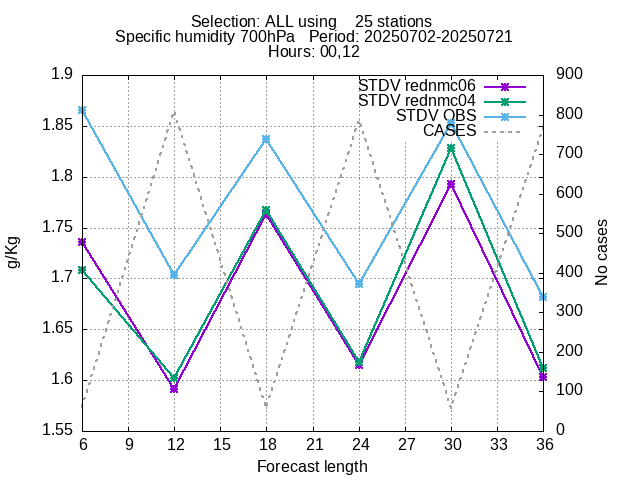 Selection: ALL using    25 stations
Specific humidity 700hPa   Period: 20250702-20250721
Hours: 00,12
1.9
1.85
1.8
1.75
1.7
1.65
1.6
1.55
g/Kg
STDV rednmc06
STDV rednmc04
STDV OBS
CASES
900
800
700
600
500
400
300
200
100
0
No cases
6 9 12 15 18 21 24 27 30 33 36
Forecast length